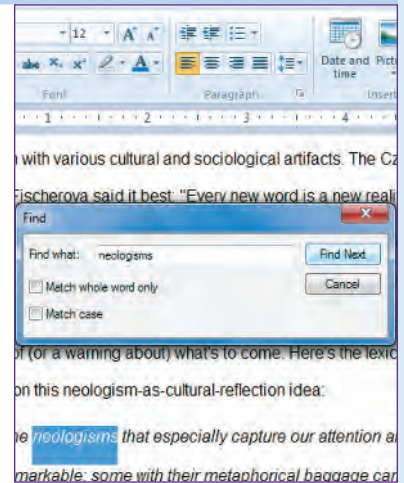 12 A A
abe X₂ X² A Date and Pictu
time
Font Paragraph Insert
1 2 3 4
with various cultural and sociological artifacts. The Cz
Fischerova said it best: "Every new word is a new reali
Find
Find what: neologisms Find Next
Match whole word only Cancel
Match case
of (or a warning about) what's to come. Here's the lexic
on this neologism-as-cultural-reflection idea:
ne neologisms that especially capture our attention a
markable: some with their metaphorical baggage car